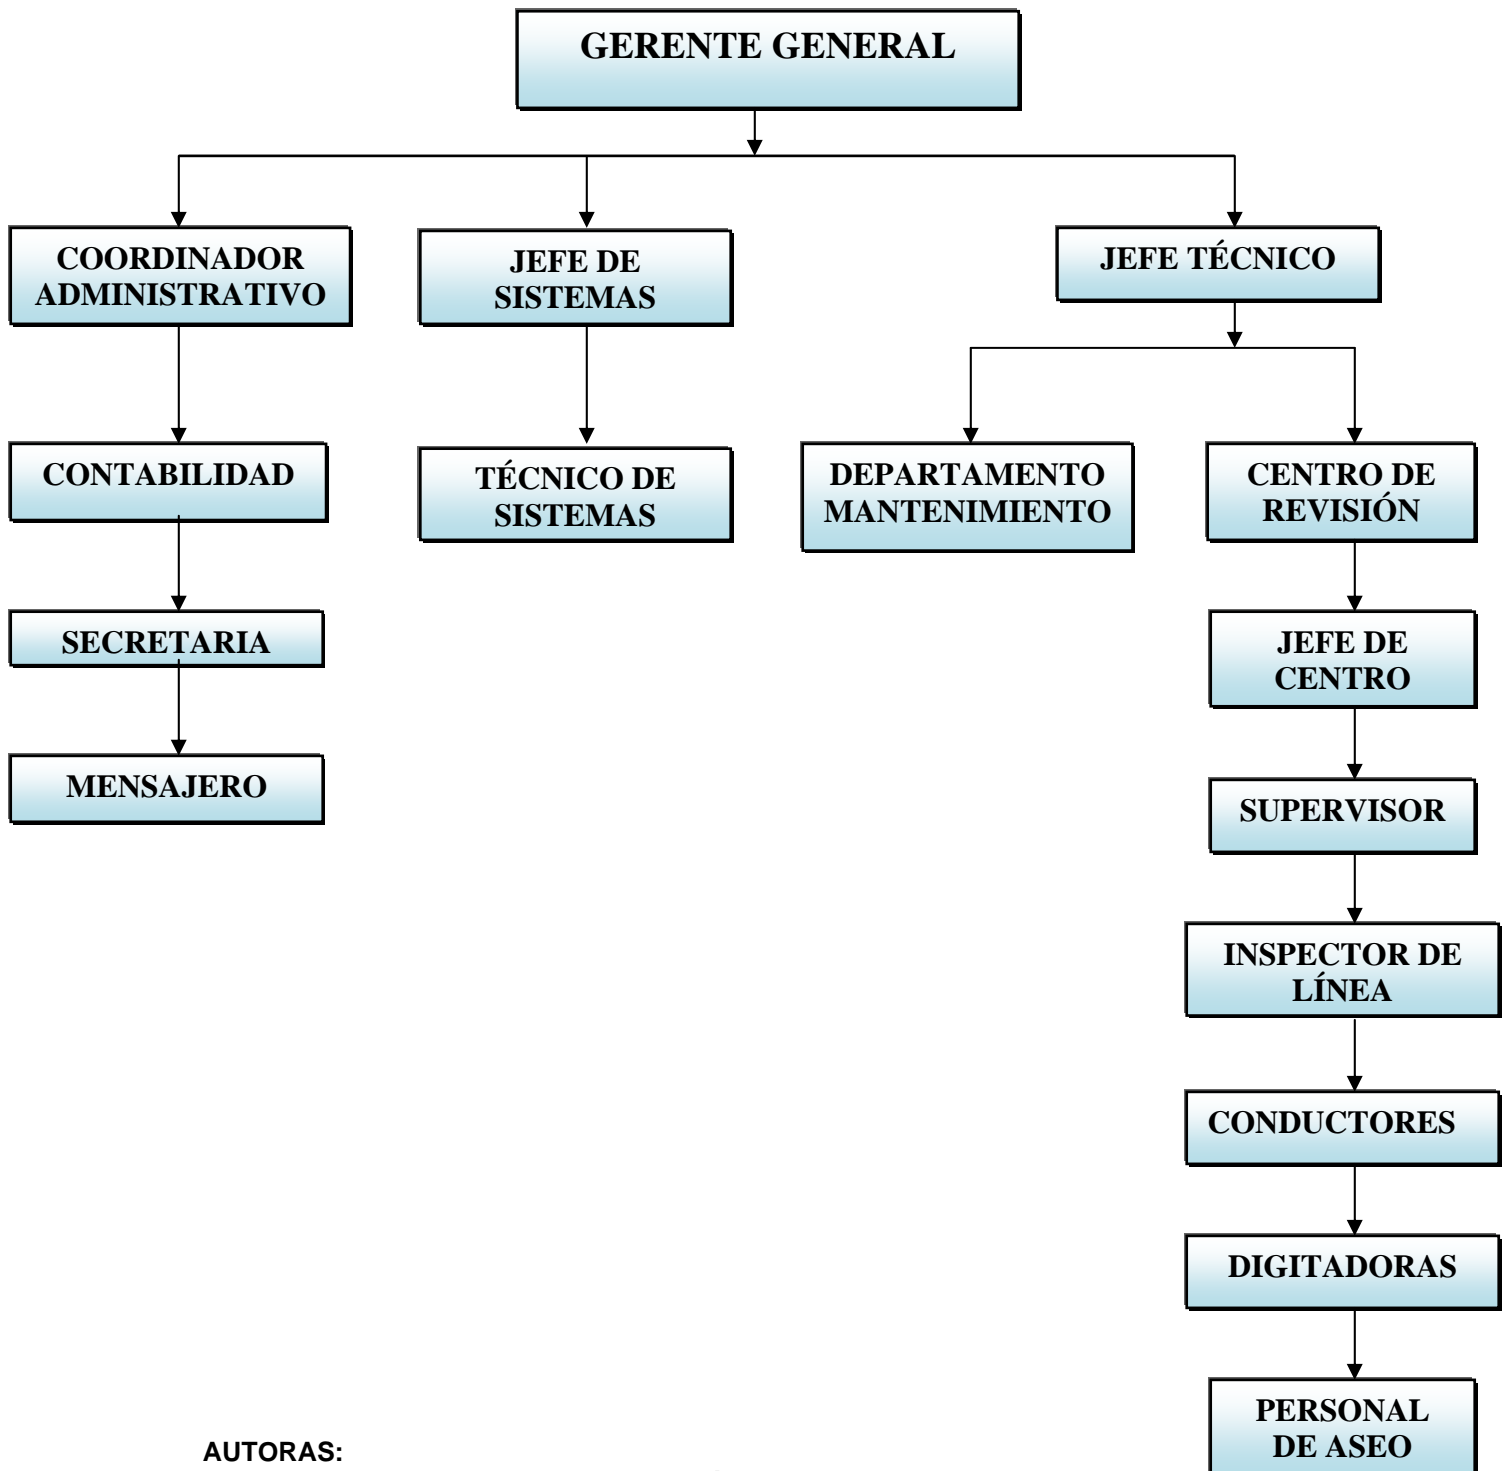 GERENTE GENERAL
COORDINADOR
ADMINISTRATIVO
JEFE DE
SISTEMAS
JEFE TÉCNICO
CONTABILIDAD
TÉCNICO DE
SISTEMAS
DEPARTAMENTO
MANTENIMIENTO
CENTRO DE
REVISIÓN
SECRETARIA
JEFE DE
CENTRO
MENSAJERO
SUPERVISOR
INSPECTOR DE
LÍNEA
CONDUCTORES
DIGITADORAS
PERSONAL
DE ASEO
AUTORAS: